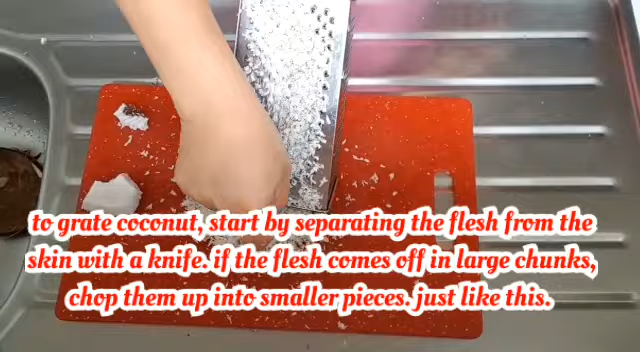 to grate coconut, start by separating the flesh from the
skin with a knife. if the flesh comes off in large chunks,
chop them up into smaller pieces. just like this.